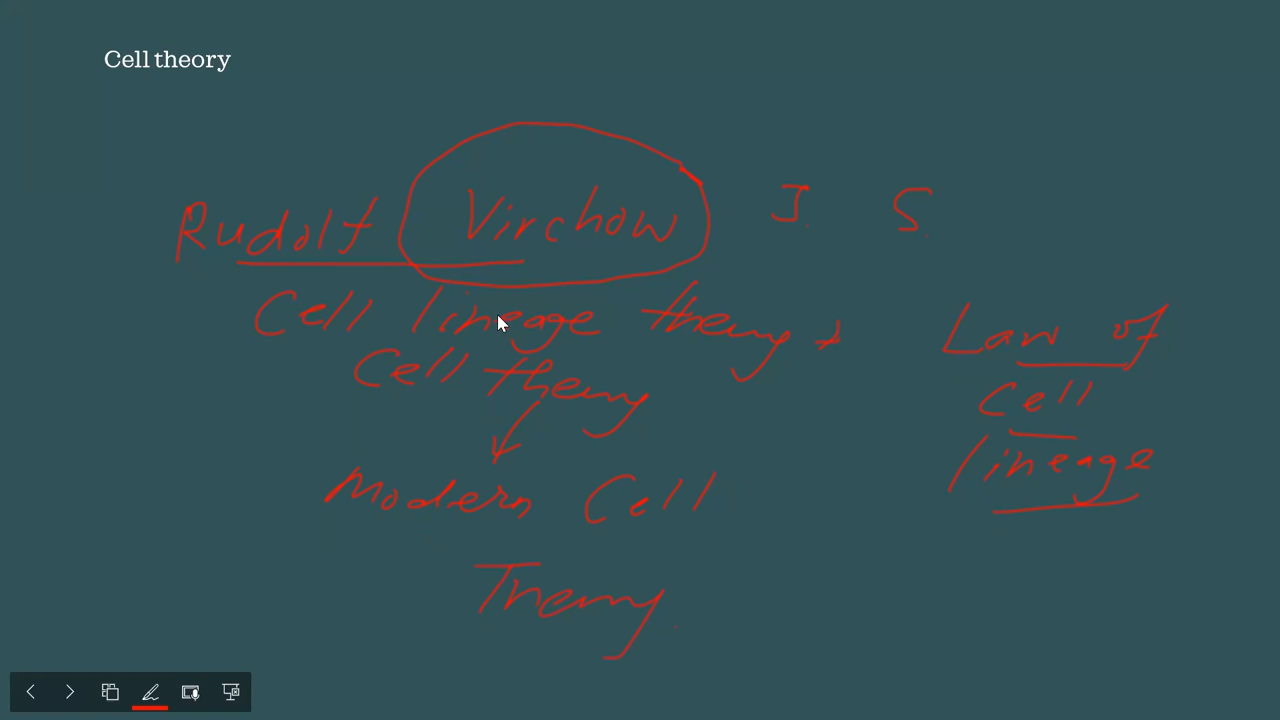 Cell theory
Rudolf Virchow J. S.
Cell lineage theory +
Cell theory
Modern Cell
Theory.
Law of
Cell
lineage